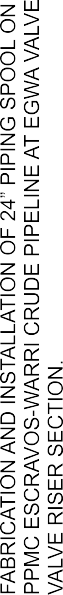 FABRICATION AND INSTALLATION OF 24” PIPING SPOOL ON
PPMC ESCRAVOS-WARRI CRUDE PIPELINE AT EGWA VALVE
VALVE RISER SECTION.